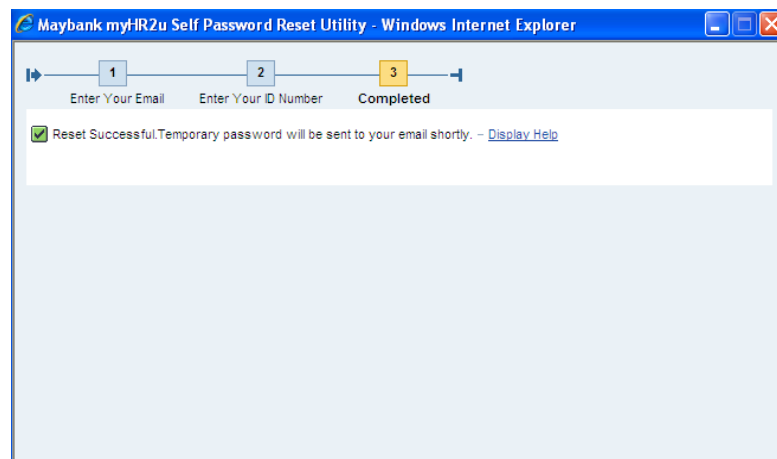 Maybank myHR2u Self Password Reset Utility - Windows Internet Explorer
1 2 3
Enter Your Email Enter Your ID Number Completed
Reset Successful.Temporary password will be sent to your email shortly. – Display Help